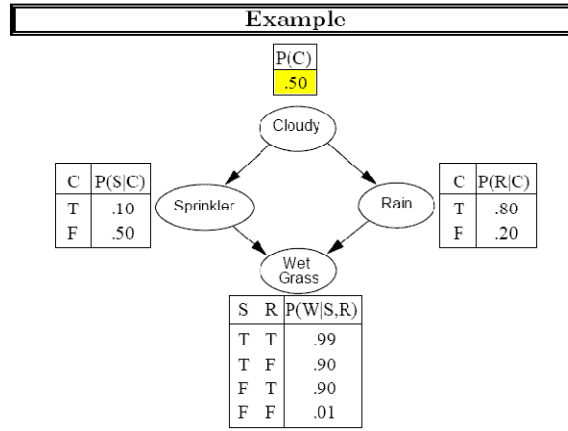 Example
P(C)
.50
Cloudy
C P(S|C)
T .10
F .50
Sprinkler
Rain
C P(R|C)
T .80
F .20
Wet
Grass
S R P(W|S,R)
T T .99
T F .90
F T .90
F F .01